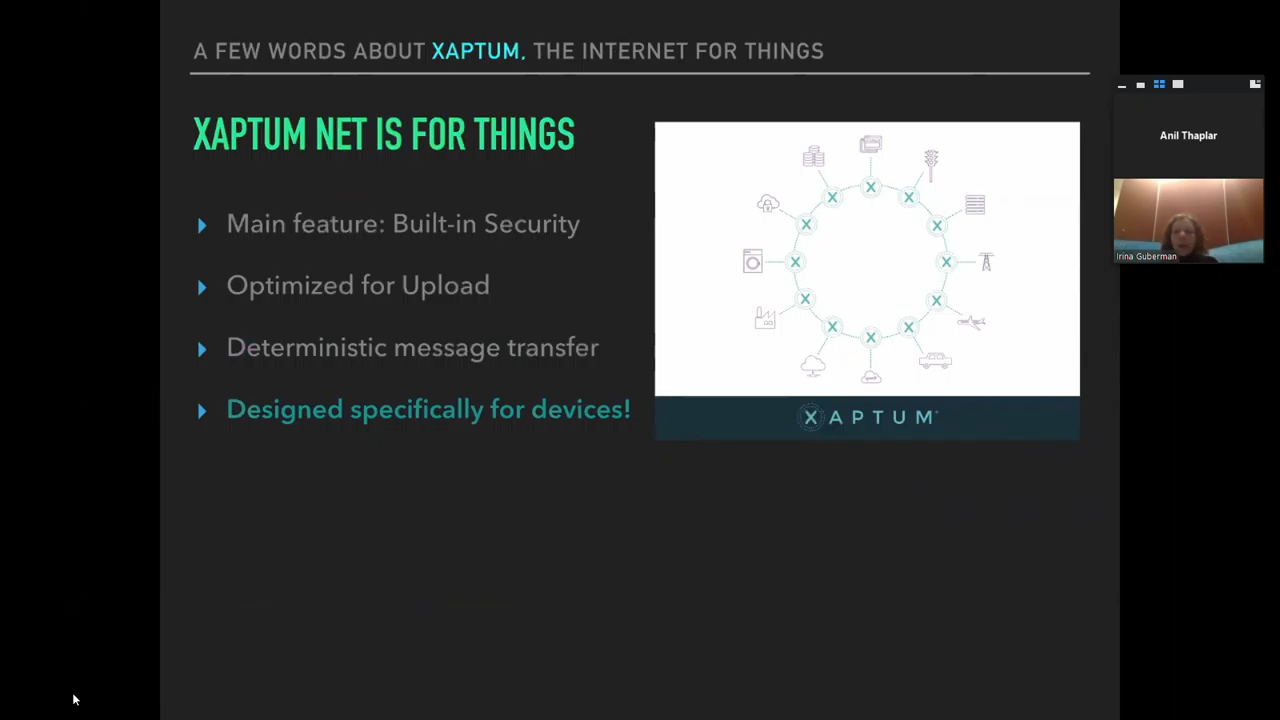 A FEW WORDS ABOUT XAPTUM, THE INTERNET FOR THINGS
XAPTUM NET IS FOR THINGS
Main feature: Built-in Security
Optimized for Upload
Deterministic message transfer
Designed specifically for devices!
XAPTUM
Anil Thaplar
Irina Guberman